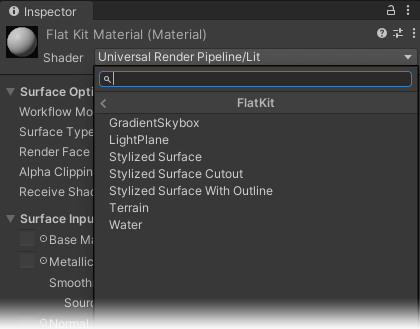 Inspector
Flat Kit Material (Material)
Shader
Universal Render Pipeline/Lit
FlatKit
GradientSkybox
LightPlane
Stylized Surface
Stylized Surface Cutout
Stylized Surface With Outline
Terrain
Water
Surface Opti
Workflow Mo
Surface Type
Render Face
Alpha Clippin
Receive Shad
Surface Inpu
Base Ma
Metallic
Smooth
Sour
Normal